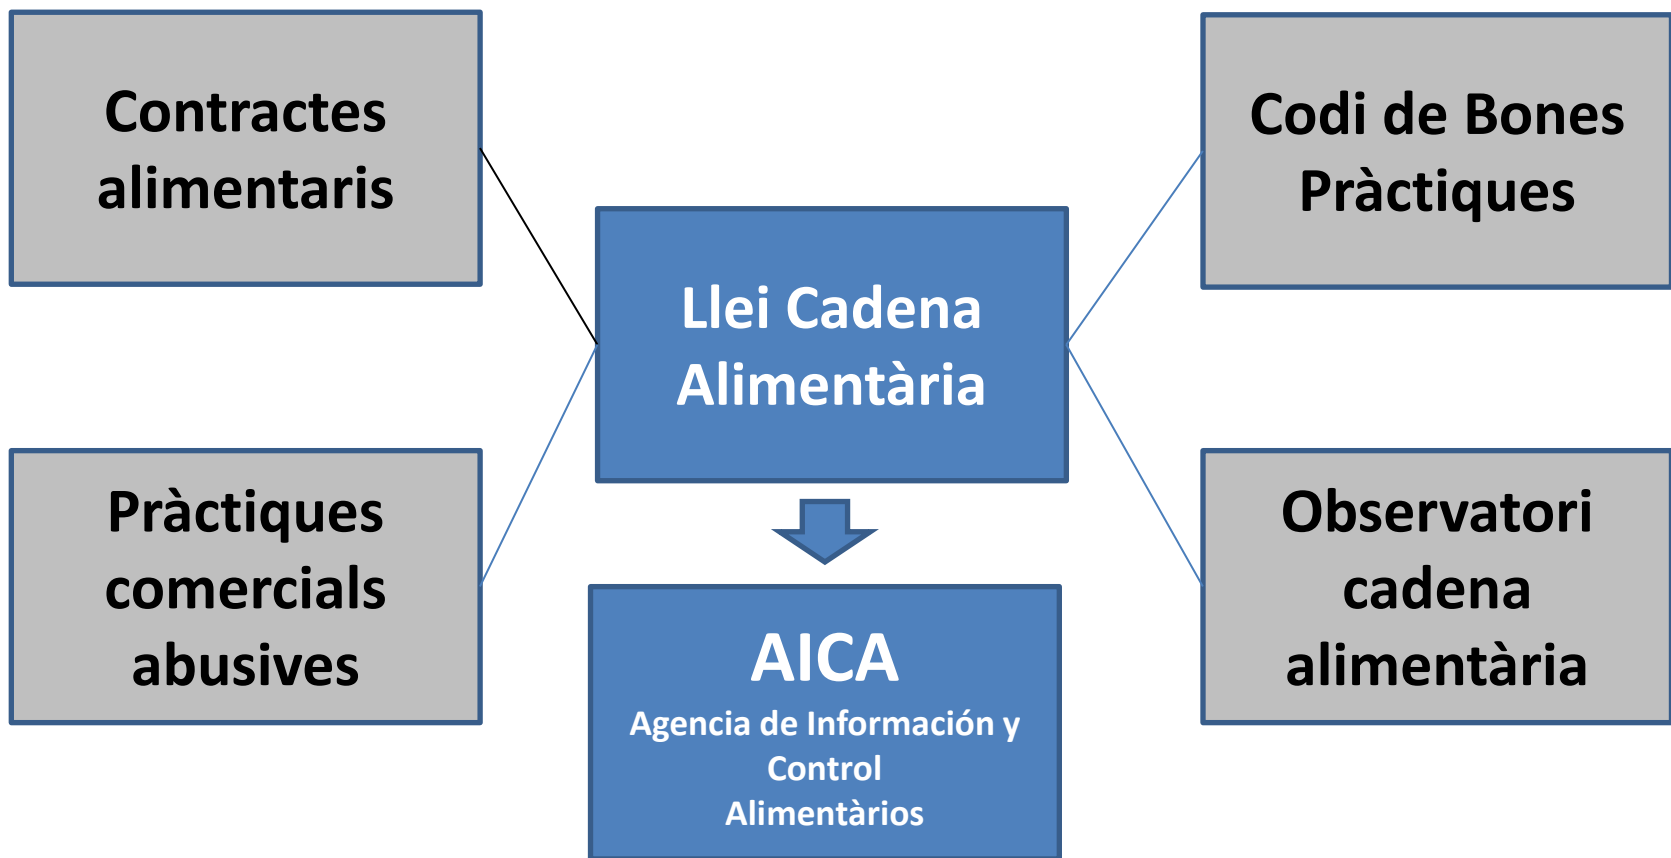 Contractes
alimentaris
Codi de Bones
Pràctiques
Llei Cadena
Alimentària
Pràctiques
comercials
abusives
Observatori
cadena
alimentària
AICA
Agencia de Información y
Control
Alimentàrios